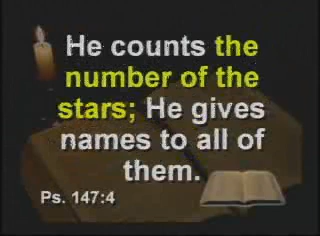 He counts the
number of the
stars; He gives
names to all of
them.
Ps. 147:4